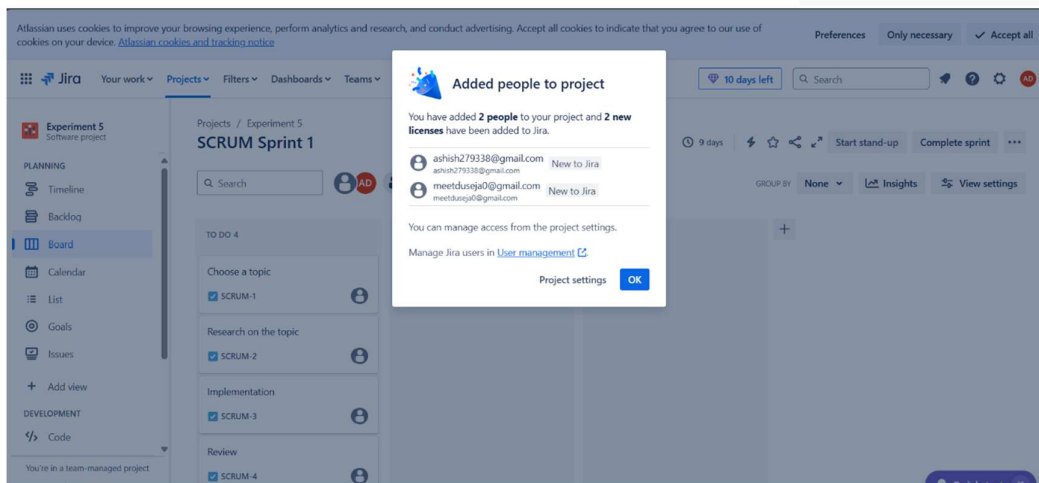 Atlassian uses cookies to improve your browsing experience, perform analytics and research, and conduct advertising. Accept all cookies to indicate that you agree to our use of
cookies on your device. Atlassian cookies and tracking notice
Preferences
Only necessary
Accept all
Jira
Your work
Projects
Filters
Dashboards
Teams
10 days left
Search
AD
Experiment 5
Software project
PLANNING
Timeline
Backlog
Board
Calendar
List
Goals
Issues
Add view
DEVELOPMENT
Code
You're in a team-managed project
Projects / Experiment 5
SCRUM Sprint 1
9 days
Start stand-up
Complete sprint
Search
AD
GROUP BY
None
Insights
View settings
TO DO 4
Choose a topic
SCRUM-1
Research on the topic
SCRUM-2
Implementation
SCRUM-3
Review
SCRUM-4
Added people to project
You have added 2 people to your project and 2 new
licenses have been added to Jira.
ashish279338@gmail.com New to Jira
ashish279338@gmail.com
meetduseja0@gmail.com New to Jira
meetduseja0@gmail.com
You can manage access from the project settings.
Manage Jira users in User management.
Project settings
OK